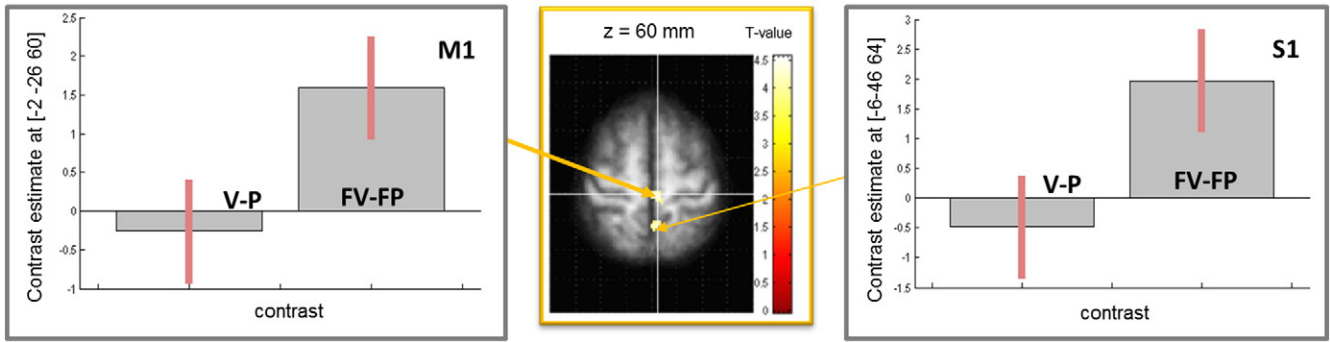 Contrast estimate at [-2 -26 60]
2.5
2
1.5
1
0.5
0
-0.5
-1
M1
V-P
FV-FP
contrast
z = 60 mm
T-value
4.5
4
3.5
3
2.5
2
1.5
1
0.5
0
Contrast estimate at [-6-46 64]
3
2.5
2
1.5
1
0.5
0
-0.5
-1
-1.5
S1
V-P
FV-FP
contrast